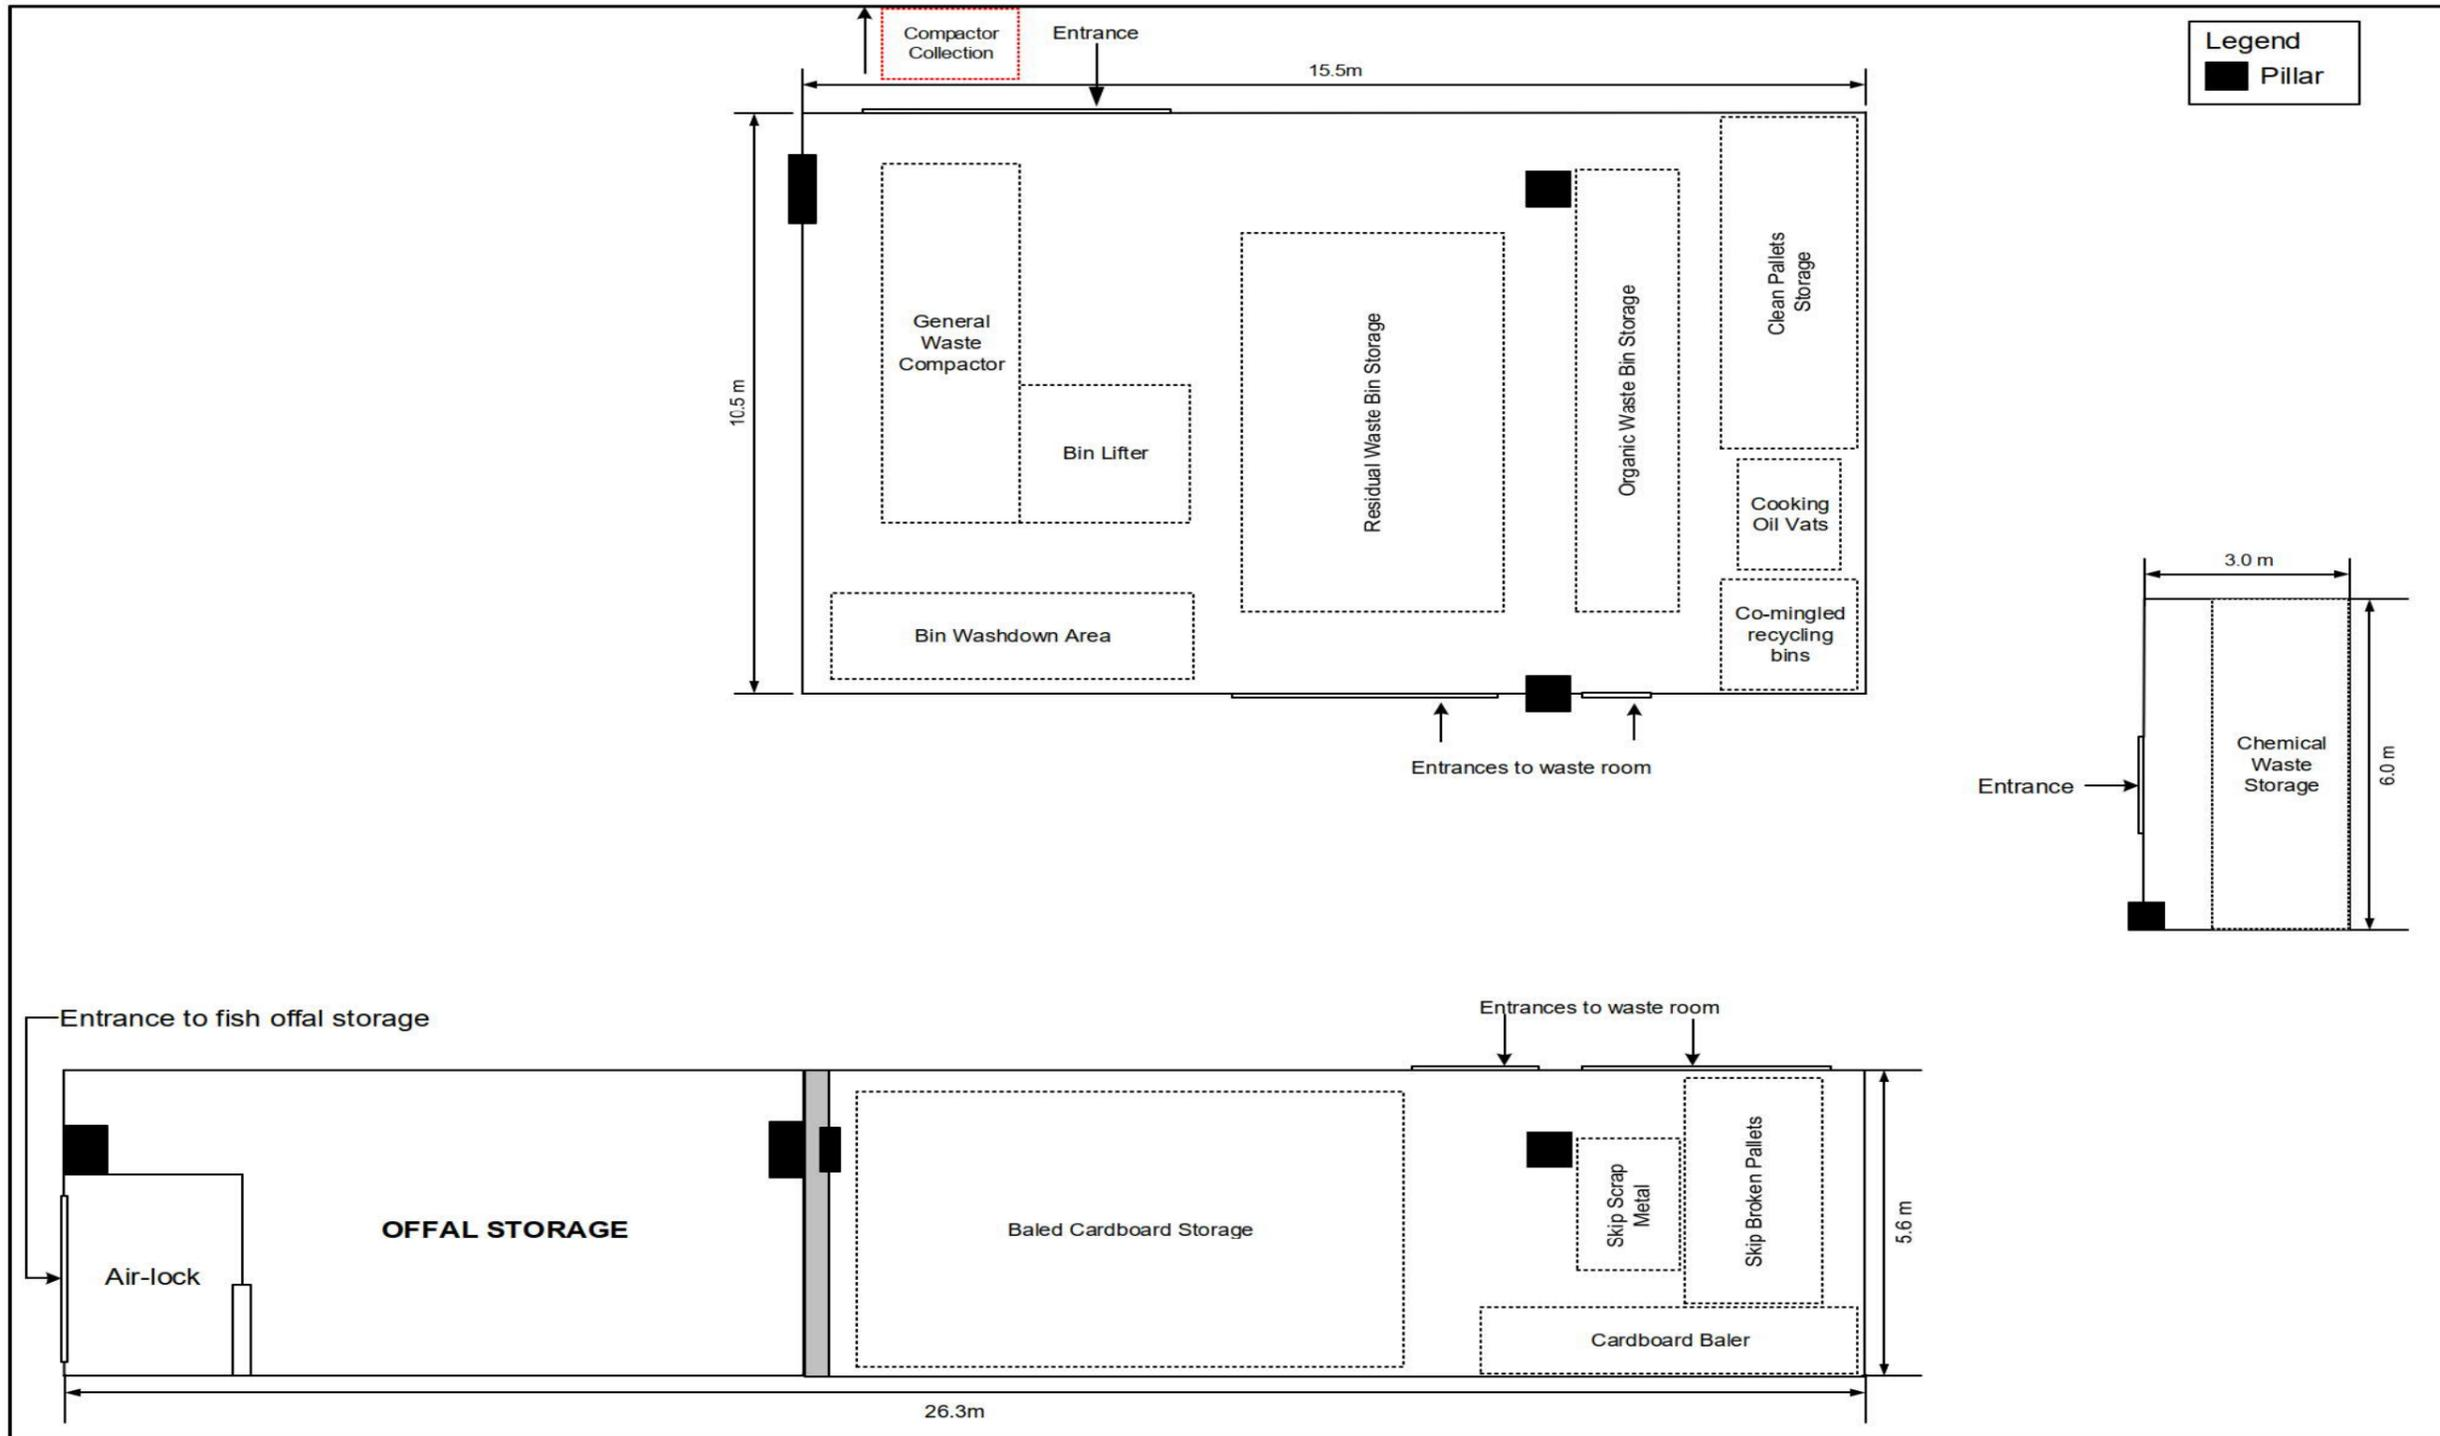 Compactor
Collection
Entrance
Legend
Pillar
15.5m
10.5 m
General
Waste
Compactor
Bin Lifter
Residual Waste Bin Storage
Organic Waste Bin Storage
Clean Pallets
Storage
Cooking
Oil Vats
Co-mingled
recycling
bins
Bin Washdown Area
Entrances to waste room
3.0 m
Chemical
Waste
Storage
6.0 m
Entrance
Entrance to fish offal storage
Entrances to waste room
OFFAL STORAGE
Air-lock
Baled Cardboard Storage
Skip Scrap
Metal
Skip Broken Pallets
Cardboard Baler
5.6 m
26.3m